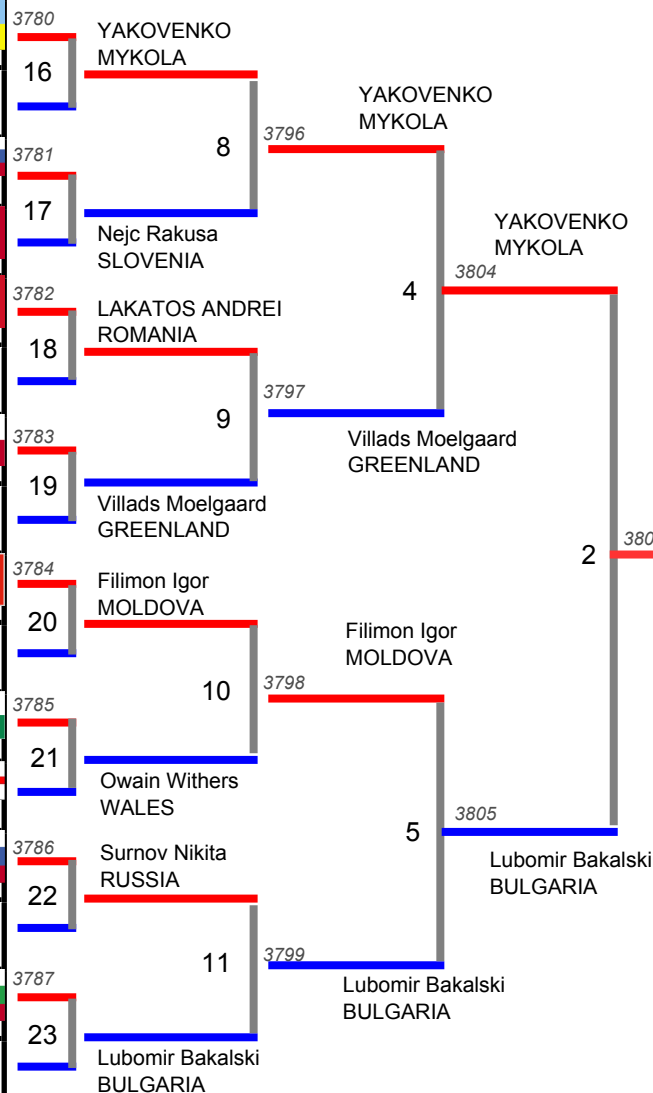 3780
16
YAKOVENKO
MYKOLA
YAKOVENKO
MYKOLA
8
3796
3781
17
Nejc Rakusa
SLOVENIA
YAKOVENKO
MYKOLA
3804
4
3782
18
LAKATOS ANDREI
ROMANIA
9
3797
Villads Moelgaard
GREENLAND
3783
19
Villads Moelgaard
GREENLAND
2
380
3784
20
Filimon Igor
MOLDOVA
Filimon Igor
MOLDOVA
10
3798
3785
21
Owain Withers
WALES
5
3805
Lubomir Bakalski
BULGARIA
3786
22
Surnov Nikita
RUSSIA
11
3799
Lubomir Bakalski
BULGARIA
3787
23
Lubomir Bakalski
BULGARIA